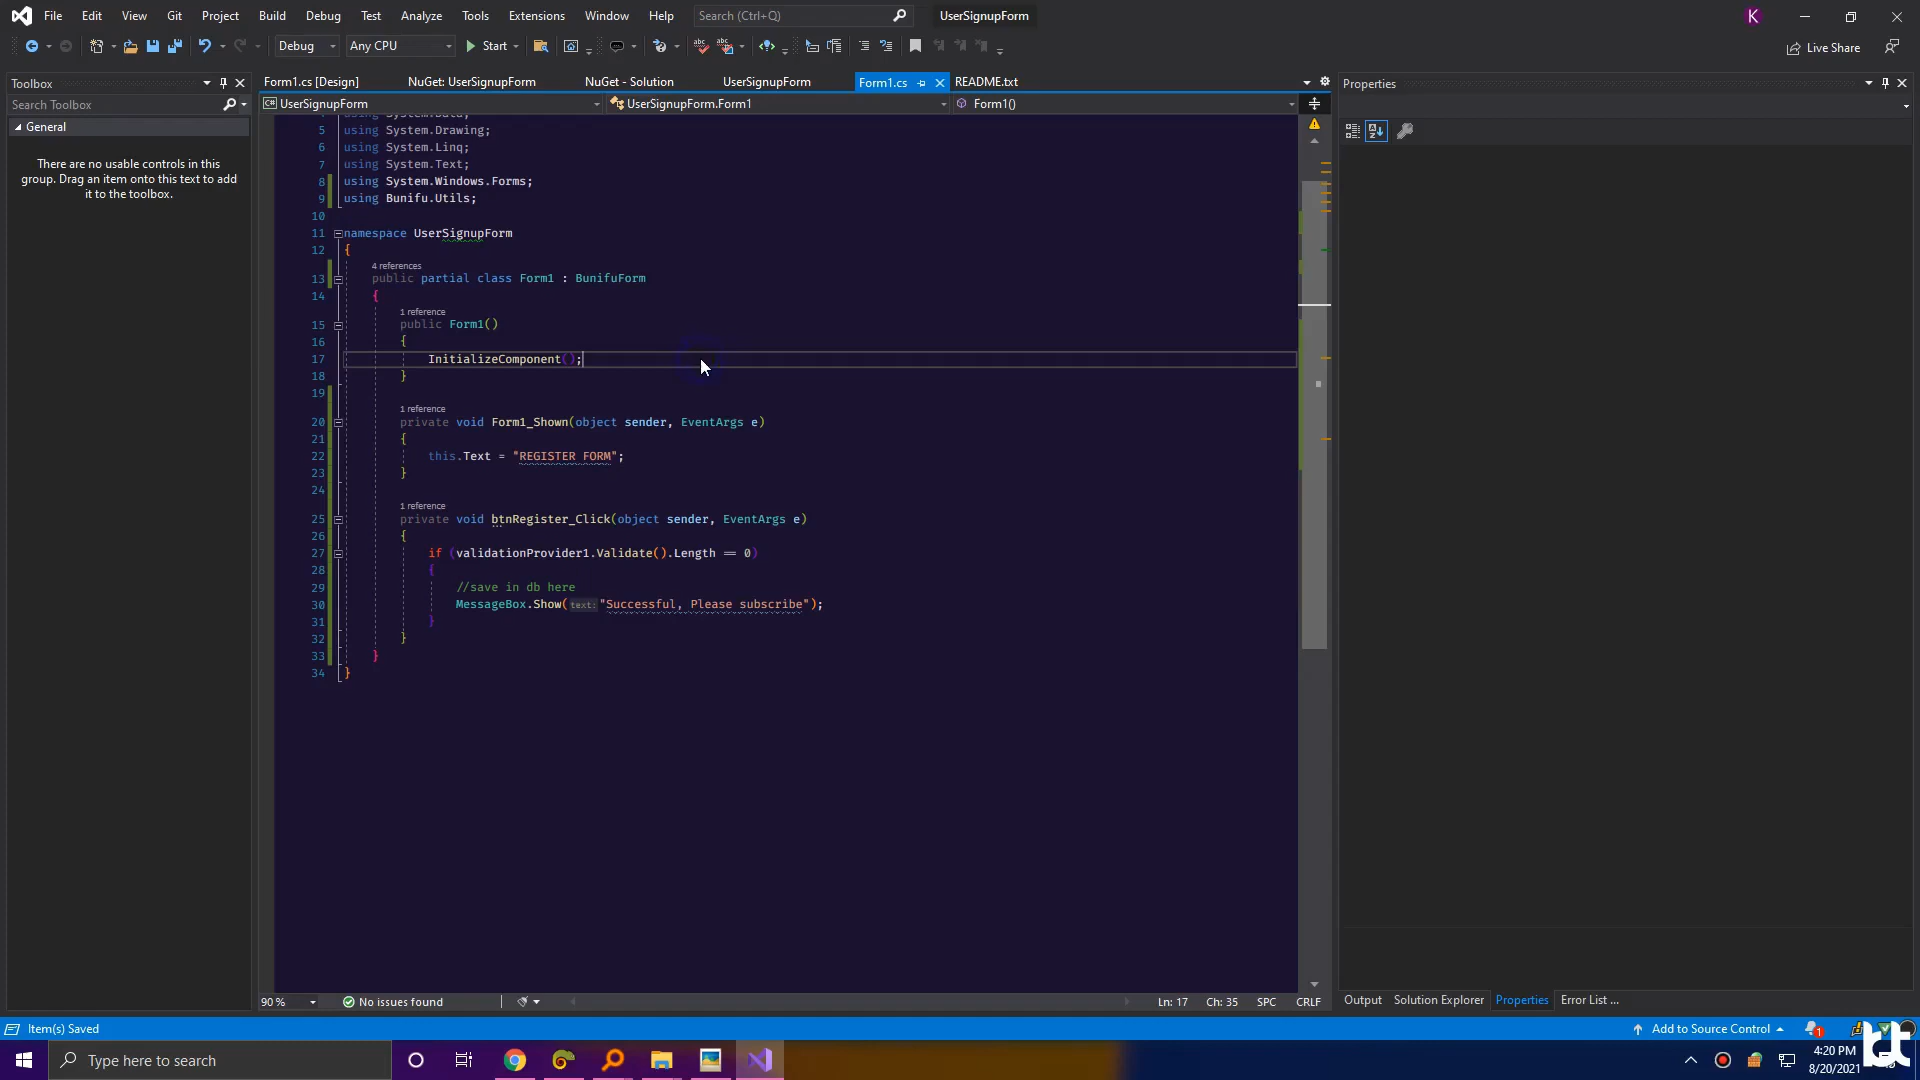 File Edit View Git Project Build Debug Test Analyze Tools Extensions Window Help Search (Ctrl+Q) UserSignupForm K
Debug Any CPU Start Live Share
Toolbox
Search Toolbox
General
There are no usable controls in this
group. Drag an item onto this text to add
it to the toolbox.
Form1.cs [Design] NuGet: UserSignupForm NuGet - Solution UserSignupForm Form1.cs README.txt
C# UserSignupForm UserSignupForm.Form1 Form1()
4 using System.Data;
5 using System.Drawing;
6 using System.Linq;
7 using System.Text;
8 using System.Windows.Forms;
9 using Bunifu.Utils;
10
11 namespace UserSignupForm
12 {
4 references
13 public partial class Form1 : BunifuForm
14 {
1 reference
15 public Form1()
16 {
17 InitializeComponent();
18 }
19
1 reference
20 private void Form1_Shown(object sender, EventArgs e)
21 {
22 this.Text = "REGISTER FORM";
23 }
24
1 reference
25 private void btnRegister_Click(object sender, EventArgs e)
26 {
27 if (validationProvider1.Validate().Length == 0)
28 {
29 //save in db here
30 MessageBox.Show(text: "Successful, Please subscribe");
31 }
32 }
33 }
34 }
Properties
90 % No issues found Ln: 17 Ch: 35 SPC CRLF
Output Solution Explorer Properties Error List ...
Item(s) Saved Add to Source Control 1
Type here to search
4:20 PM
8/20/2021